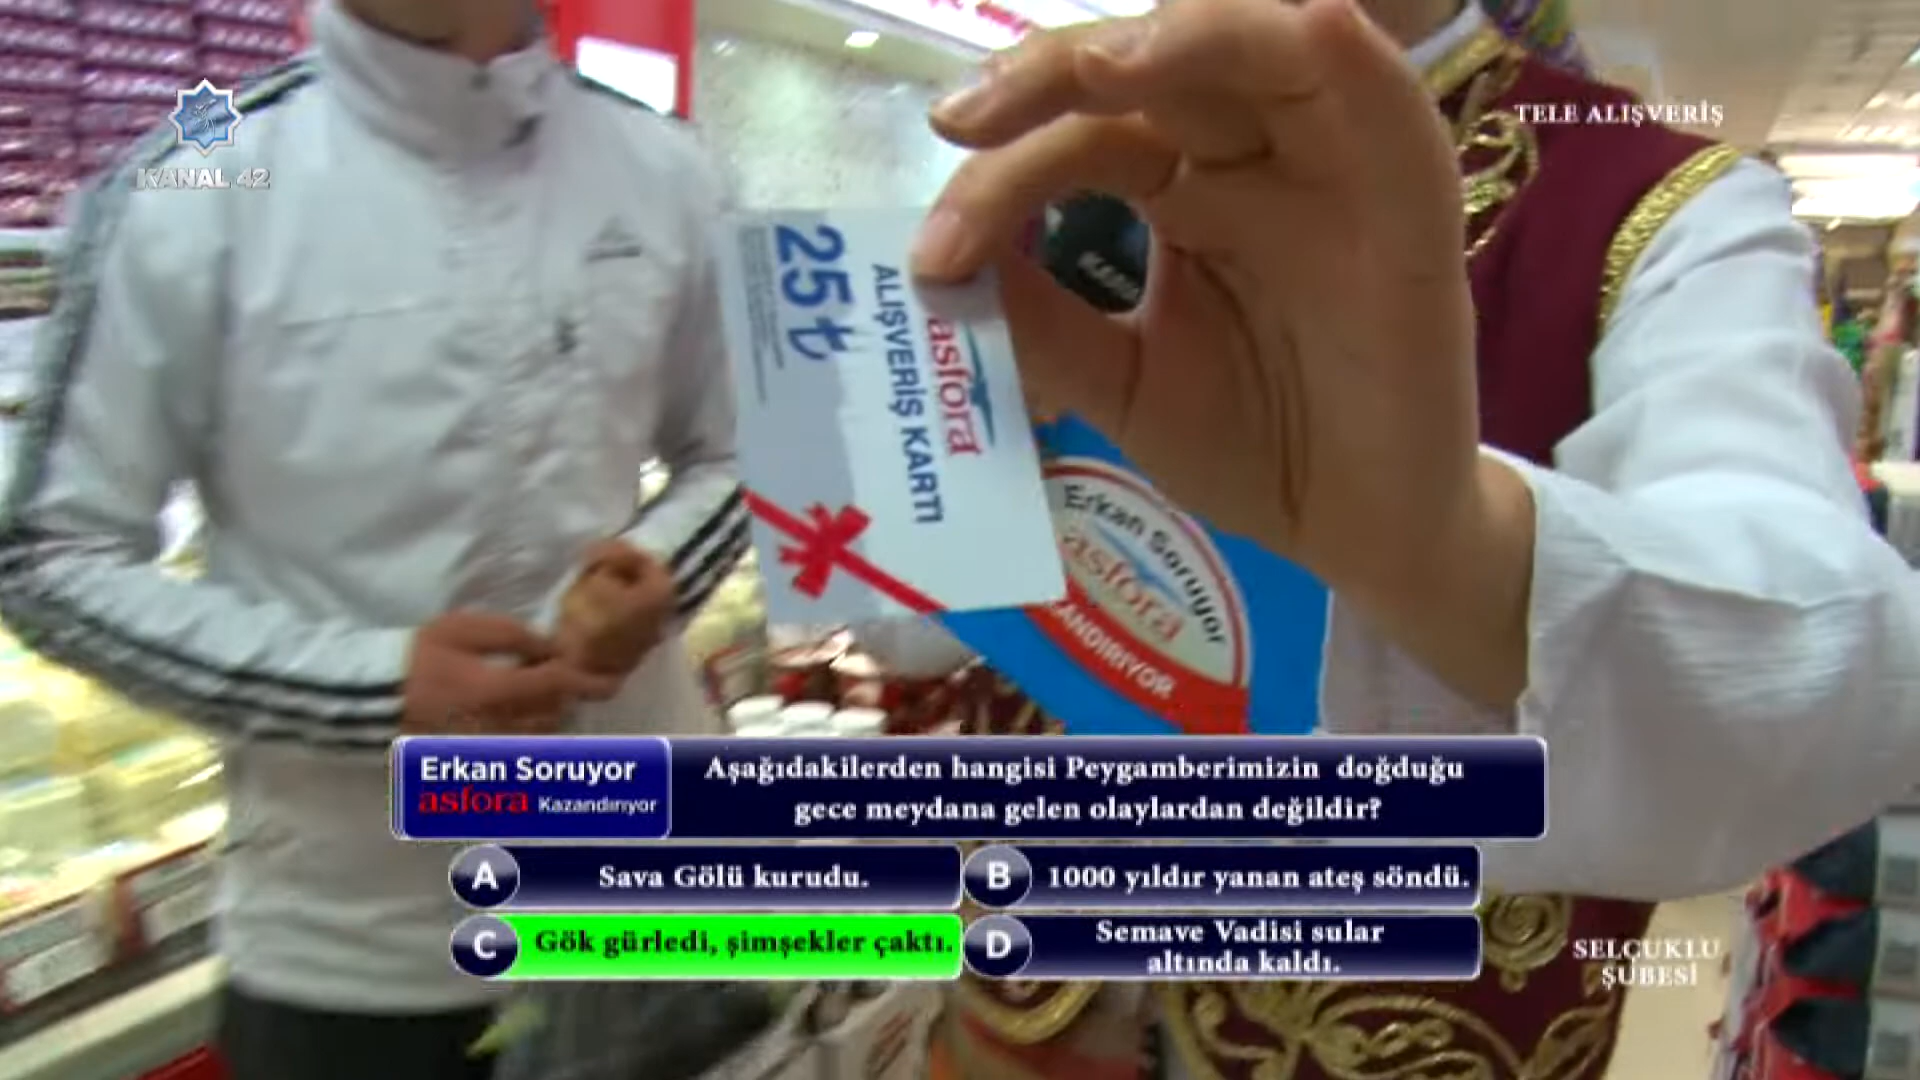 KANAL 42
TELE ALIŞVERİŞ
25 ₺
ALIŞVERİŞ KARTI
asfora
Erkan Soruyor
asfora
KAZANDIRIYOR
Erkan Soruyor
asfora Kazandırıyor
Aşağıdakilerden hangisi Peygamberimizin doğduğu
gece meydana gelen olaylardan değildir?
A Sava Gölü kurudu.
B 1000 yıldır yanan ateş söndü.
C Gök gürledi, şimşekler çaktı.
D Semave Vadisi sular
altında kaldı.
SELÇUKLU
ŞUBESİ